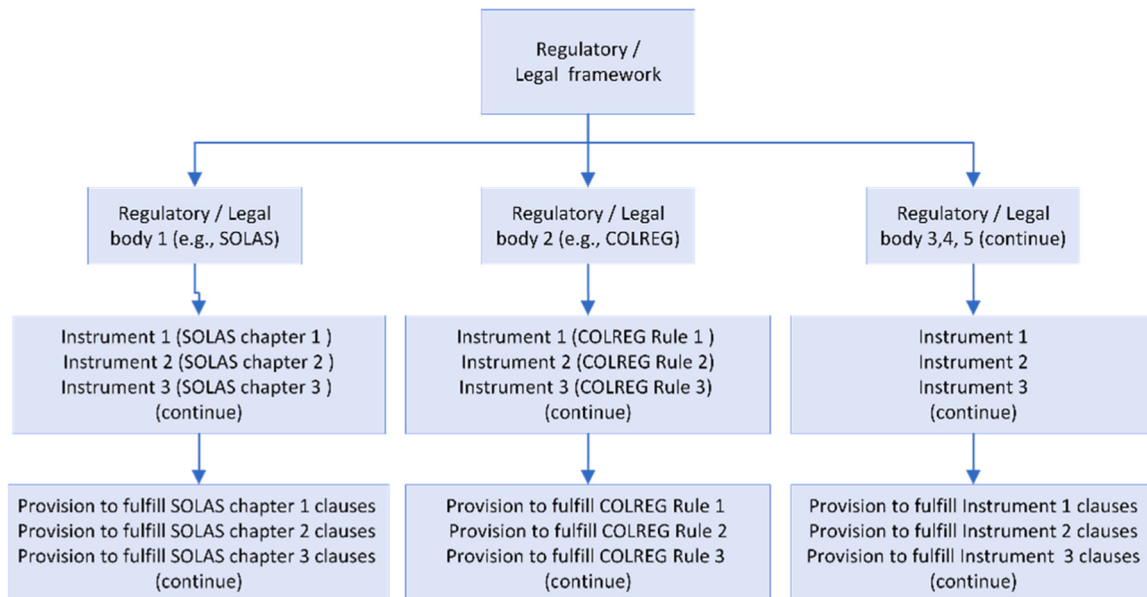 Regulatory /
Legal framework
Regulatory / Legal
body 1 (e.g., SOLAS)
Regulatory / Legal
body 2 (e.g., COLREG)
Regulatory / Legal
body 3,4, 5 (continue)
Instrument 1 (SOLAS chapter 1 )
Instrument 2 (SOLAS chapter 2 )
Instrument 3 (SOLAS chapter 3 )
(continue)
Instrument 1 (COLREG Rule 1 )
Instrument 2 (COLREG Rule 2)
Instrument 3 (COLREG Rule 3)
(continue)
Instrument 1
Instrument 2
Instrument 3
(continue)
Provision to fulfill SOLAS chapter 1 clauses
Provision to fulfill SOLAS chapter 2 clauses
Provision to fulfill SOLAS chapter 3 clauses
(continue)
Provision to fulfill COLREG Rule 1
Provision to fulfill COLREG Rule 2
Provision to fulfill COLREG Rule 3
(continue)
Provision to fulfill Instrument 1 clauses
Provision to fulfill Instrument 2 clauses
Provision to fulfill Instrument 3 clauses
(continue)